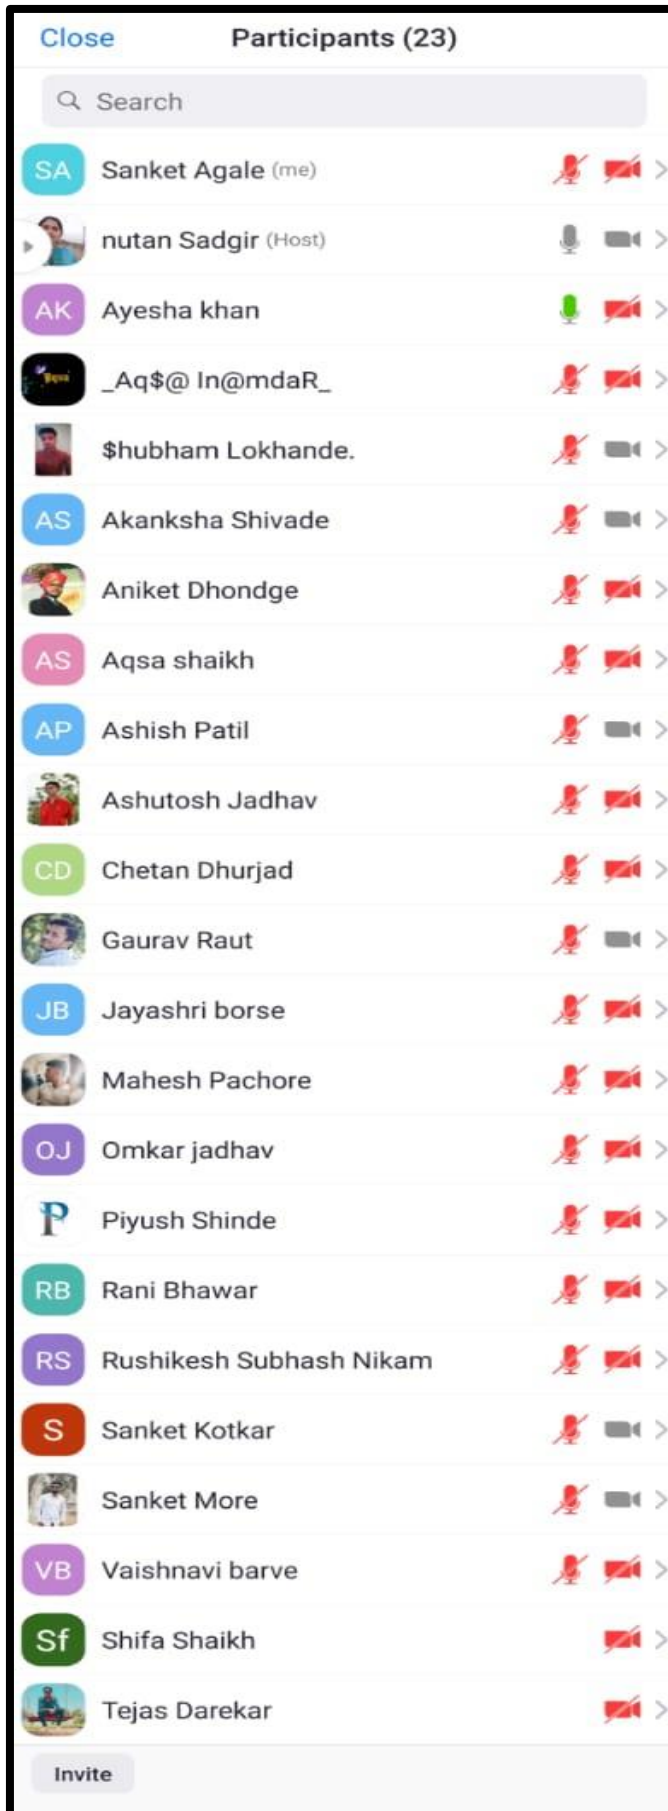 Close Participants (23)
Search
SA Sanket Agale (me)
nutan Sadgir (Host)
AK Ayesha khan
_Aq$@ In@mdaR_
$hubham Lokhande.
AS Akanksha Shivade
Aniket Dhondge
AS Aqsa shaikh
AP Ashish Patil
Ashutosh Jadhav
CD Chetan Dhurjad
Gaurav Raut
JB Jayashri borse
Mahesh Pachore
OJ Omkar jadhav
P Piyush Shinde
RB Rani Bhawar
RS Rushikesh Subhash Nikam
S Sanket Kotkar
Sanket More
VB Vaishnavi barve
Sf Shifa Shaikh
Tejas Darekar
Invite